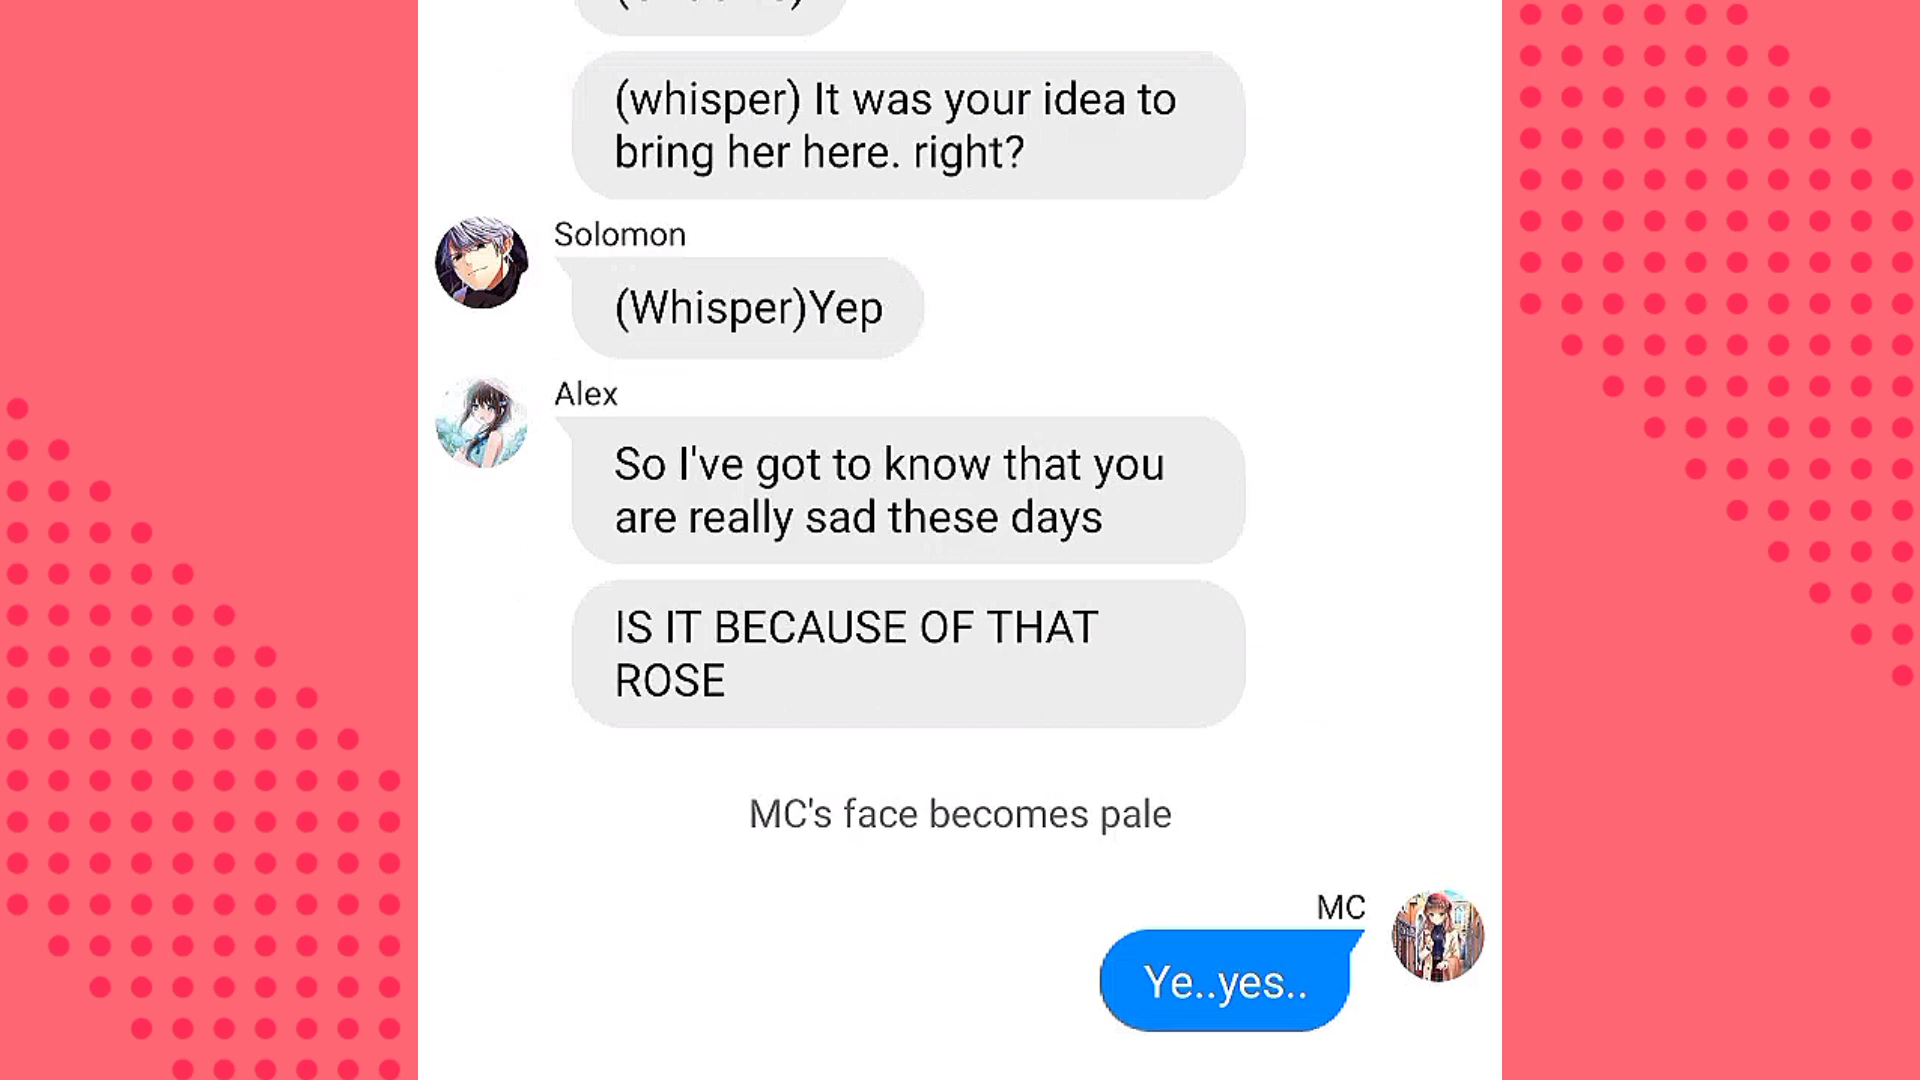 (whisper) It was your idea to
bring her here. right?
Solomon
(Whisper)Yep
Alex
So I've got to know that you
are really sad these days
IS IT BECAUSE OF THAT
ROSE
MC's face becomes pale
MC
Ye..yes..